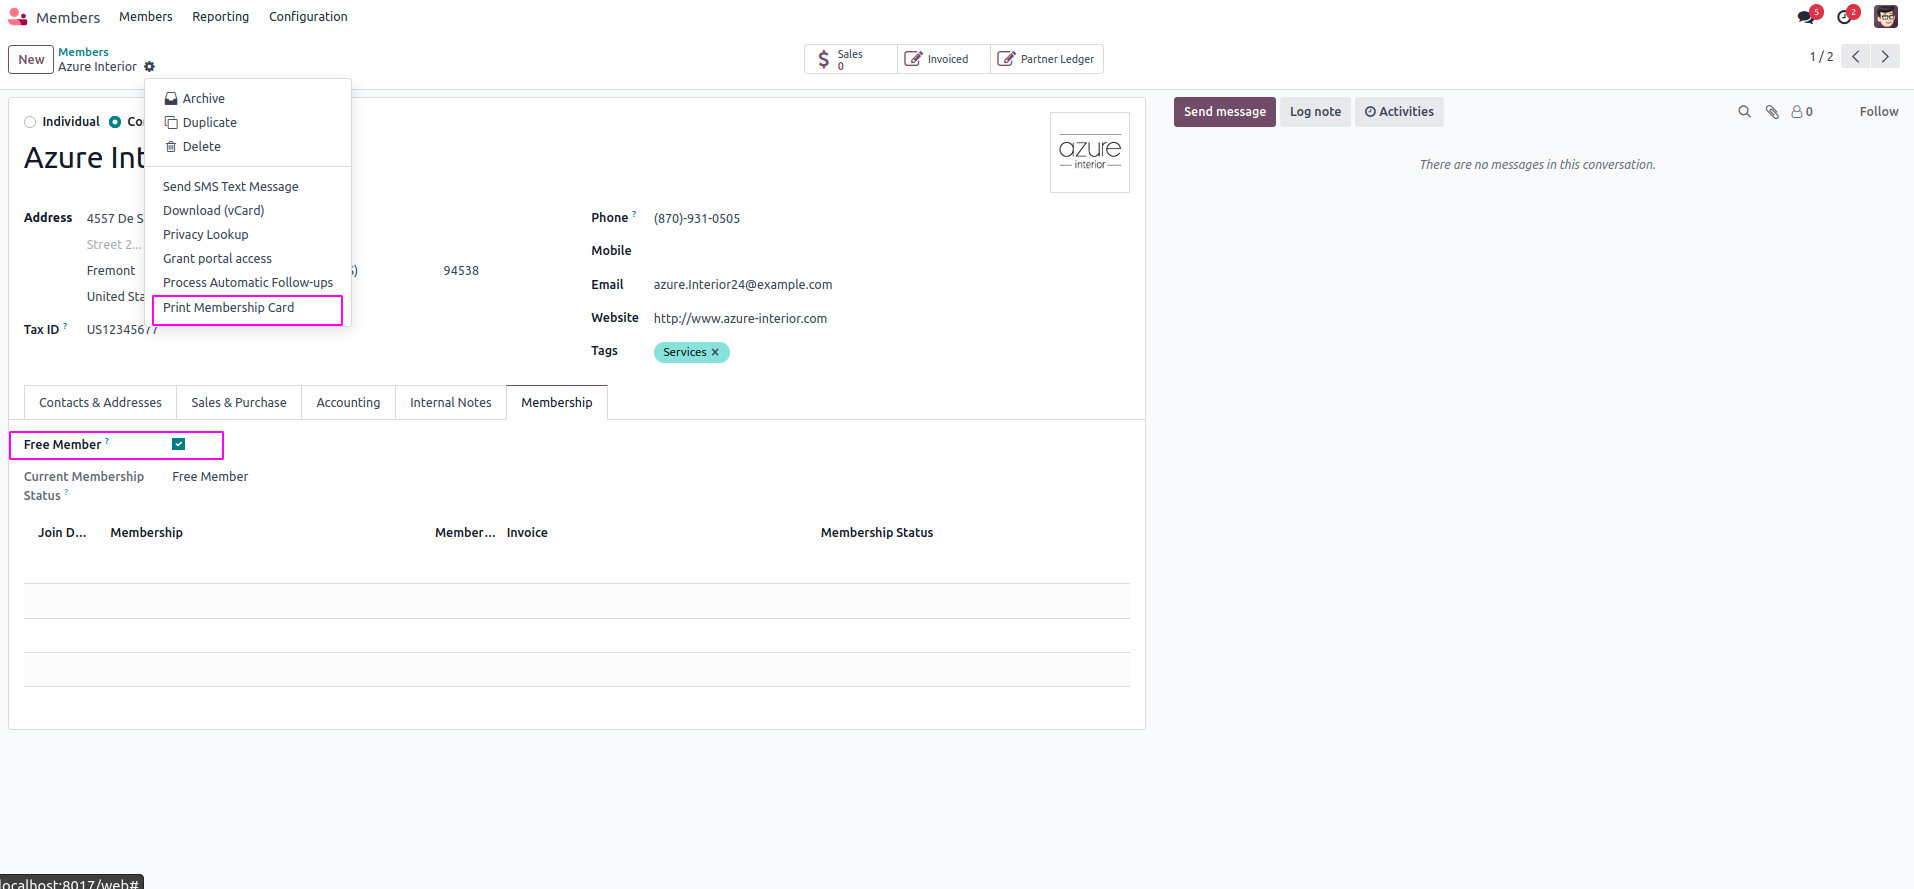 Members Members Reporting Configuration 5 2
New Members
Azure Interior
Sales 0 Invoiced Partner Ledger 1 / 2
Archive
Duplicate
Delete
Send SMS Text Message
Download (vCard)
Privacy Lookup
Grant portal access
Process Automatic Follow-ups
Print Membership Card
Individual Co
Azure Int
azure
interior
Address 4557 De S
Street 2...
Fremont S) 94538
United Sta
Tax ID ? US12345677
Phone ? (870)-931-0505
Mobile
Email azure.Interior24@example.com
Website http://www.azure-interior.com
Tags Services ×
Contacts & Addresses Sales & Purchase Accounting Internal Notes Membership
Free Member ?
Current Membership Status ? Free Member
Join D... Membership Member... Invoice Membership Status
Send message Log note Activities 0 Follow
There are no messages in this conversation.
localhost:8017/web#